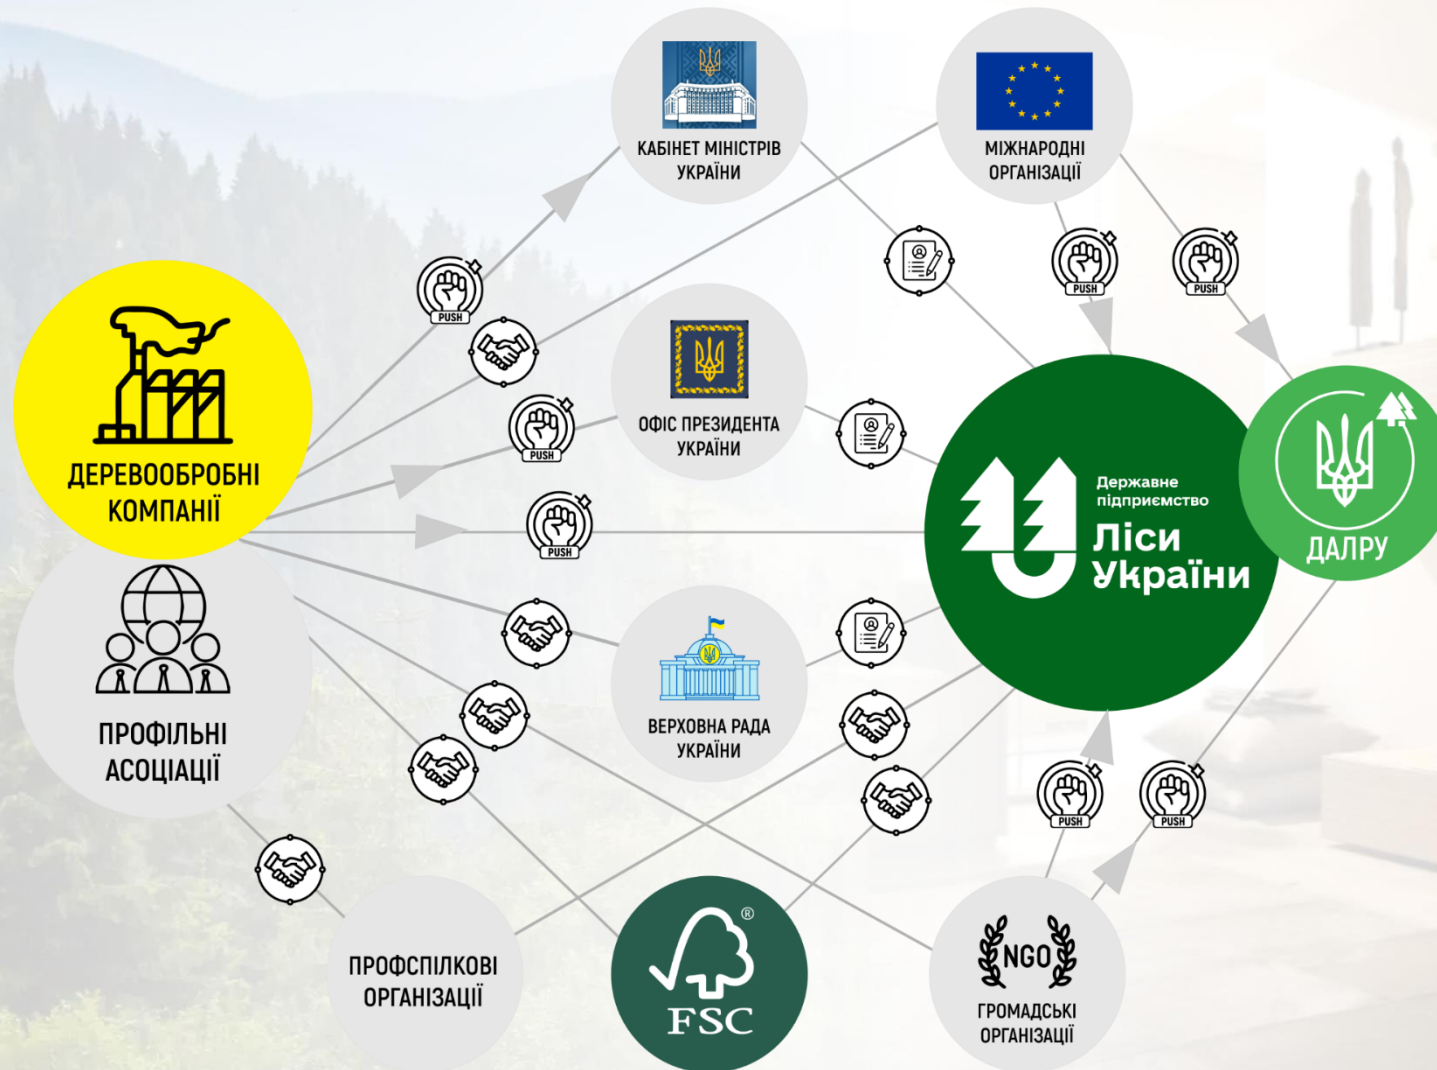 КАБІНЕТ МІНІСТРІВ
УКРАЇНИ
МІЖНАРОДНІ
ОРГАНІЗАЦІЇ
PUSH
PUSH
PUSH
ОФІС ПРЕЗИДЕНТА
УКРАЇНИ
PUSH
PUSH
ДЕРЕВООБРОБНІ
КОМПАНІЇ
Державне
підприємство
Ліси
України
ДАЛРУ
ПРОФІЛЬНІ
АСОЦІАЦІЇ
ВЕРХОВНА РАДА
УКРАЇНИ
PUSH
PUSH
ПРОФСПІЛКОВІ
ОРГАНІЗАЦІЇ
®
FSC
NGO
ГРОМАДСЬКІ
ОРГАНІЗАЦІЇ